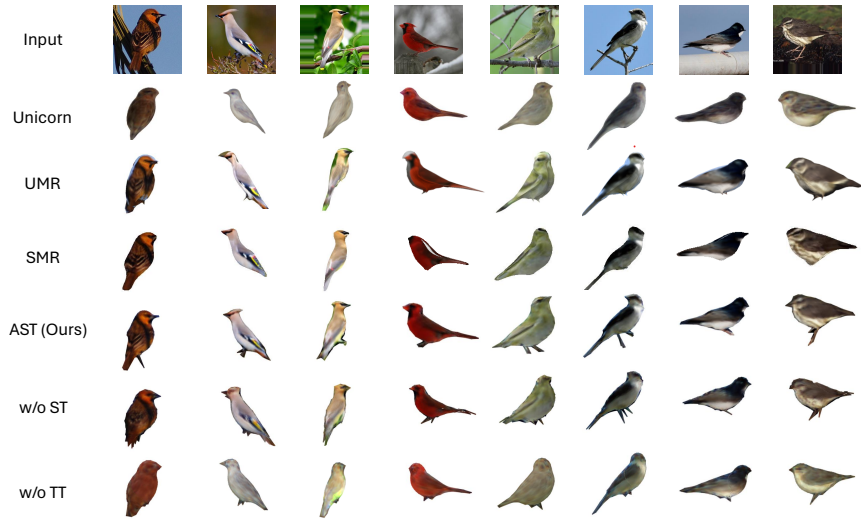 Input
Unicorn
UMR
SMR
AST (Ours)
w/o ST
w/o TT